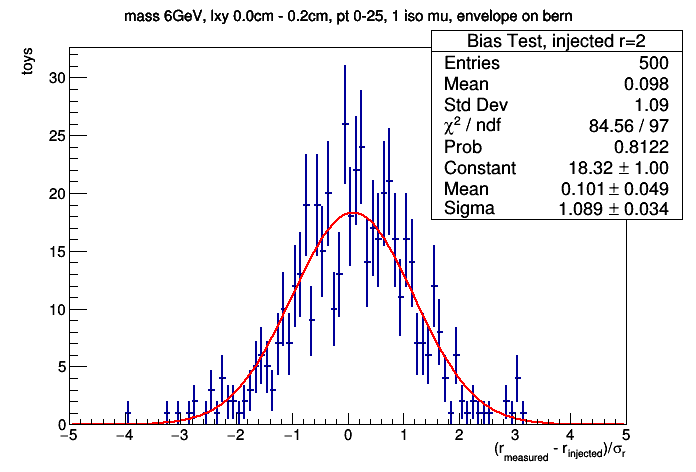 mass 6GeV, lxy 0.0cm - 0.2cm, pt 0-25, 1 iso mu, envelope on bern
Bias Test, injected r=2
Entries 500
Mean 0.098
Std Dev 1.09
χ² / ndf 84.56 / 97
Prob 0.8122
Constant 18.32 ± 1.00
Mean 0.101 ± 0.049
Sigma 1.089 ± 0.034
toys
30
25
20
15
10
5
0
−5 −4 −3 −2 −1 0 1 2 3 4 5
(r_measured - r_injected)/σ_r